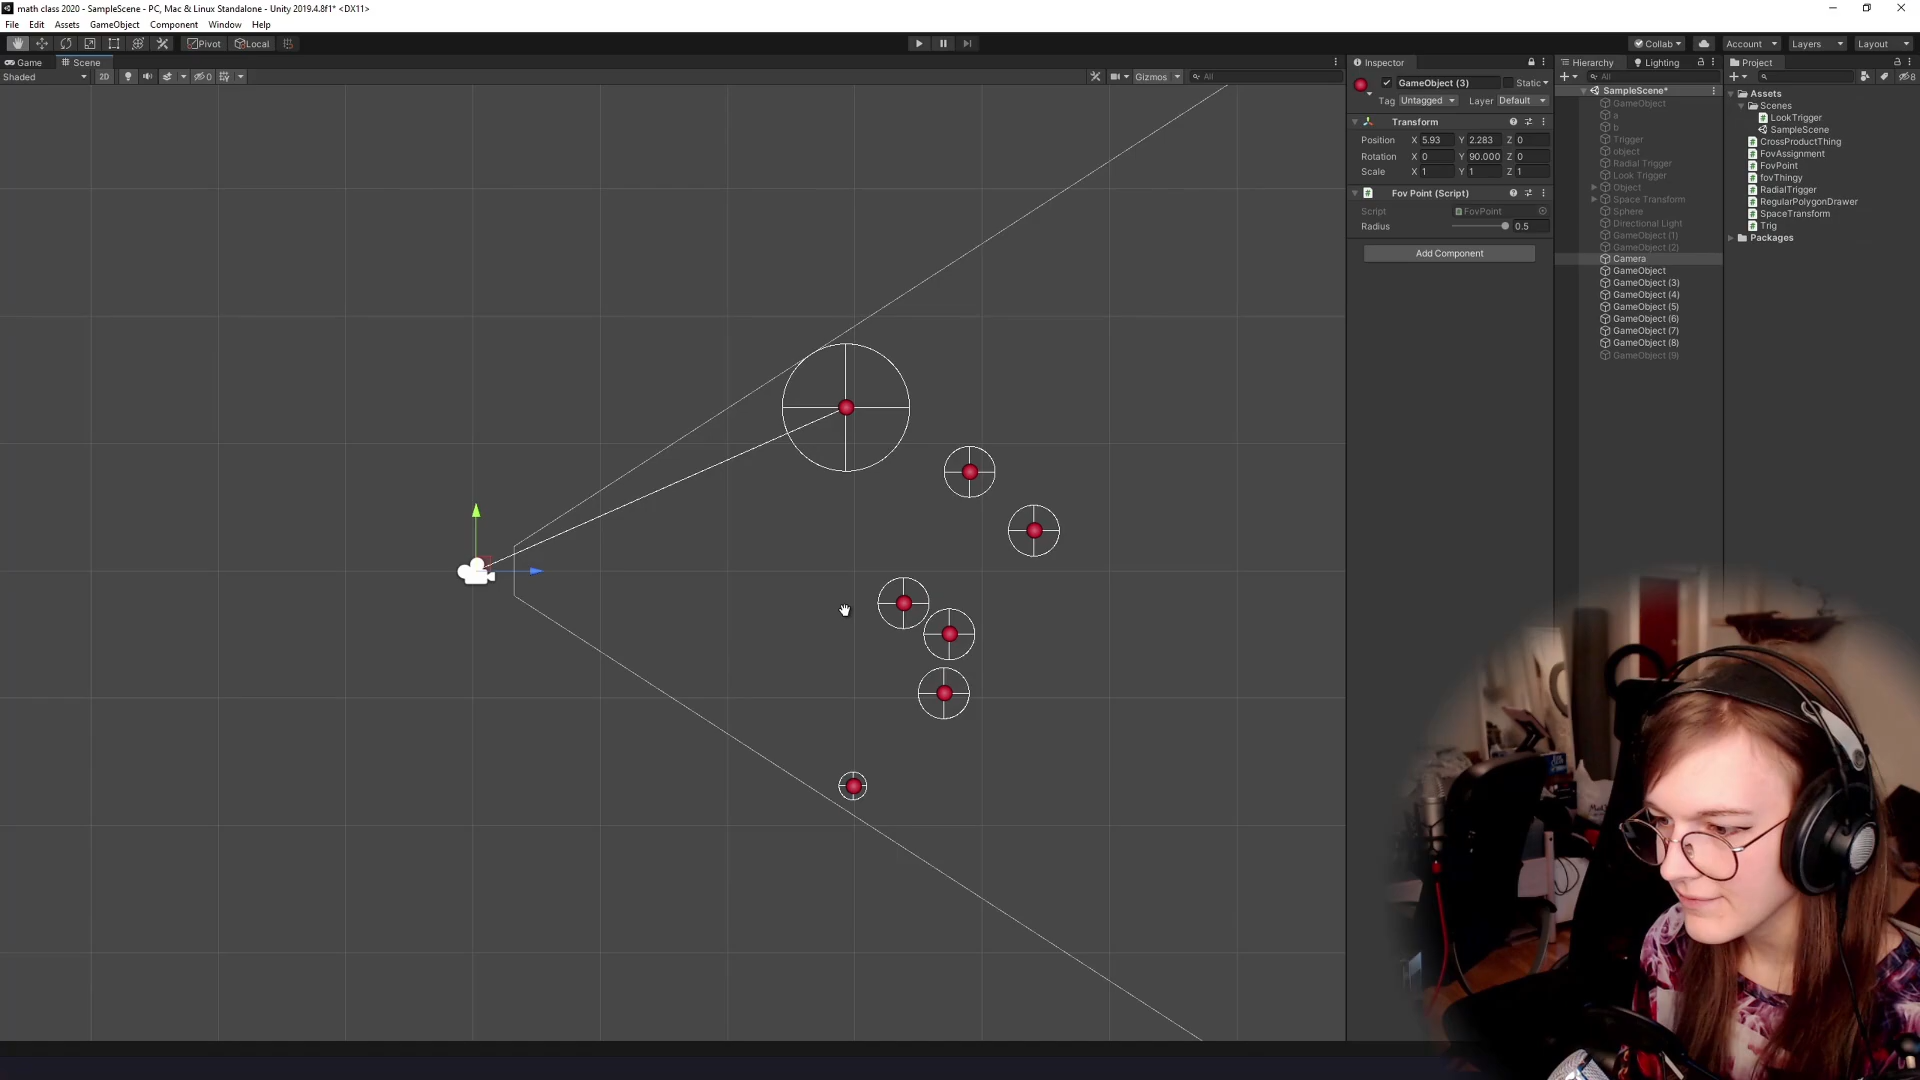 math class 2020 - SampleScene - PC, Mac & Linux Standalone - Unity 2019.4.8f1* <DX11>
File Edit Assets GameObject Component Window Help
Pivot Local Collab Account Layers Layout
Game Scene
Shaded 2D 0 Gizmos All
Inspector
GameObject (3) Static
Tag Untagged Layer Default
Transform
Position X 5.93 Y 2.283 Z 0
Rotation X 0 Y 90.000 Z 0
Scale X 1 Y 1 Z 1
Fov Point (Script)
Script FovPoint
Radius 0.5
Add Component
Hierarchy Lighting
All
SampleScene*
GameObject
a
b
Trigger
object
Radial Trigger
Look Trigger
Object
Space Transform
Sphere
Directional Light
GameObject (1)
GameObject (2)
Camera
GameObject
GameObject (3)
GameObject (4)
GameObject (5)
GameObject (6)
GameObject (7)
GameObject (8)
GameObject (9)
Project
8
Assets
Scenes
LookTrigger
SampleScene
CrossProductThing
FovAssignment
FovPoint
fovThingy
RadialTrigger
RegularPolygonDrawer
SpaceTransform
Trig
Packages